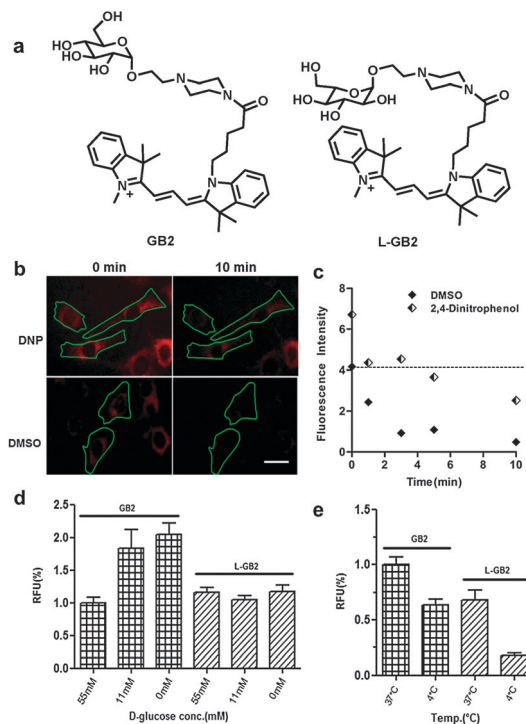 a
HO
O
HO
HO
HO
O
N
N
O
N
+
N
GB2
HO
O
HO
HO
OH
O
N
N
O
N
+
N
L-GB2
b
0 min
10 min
DNP
DMSO
c
DMSO
2,4-Dinitrophenol
Fluorescence Intensity
8
6
4
2
0
0 2 4 6 8 10
Time(min)
d
GB2
L-GB2
RFU(%)
2.5
2.0
1.5
1.0
0.5
0.0
55mM 11mM 0mM 55mM 11mM 0mM
D-glucose conc.(mM)
e
GB2
L-GB2
RFU(%)
1.5
1.0
0.5
0.0
37°C 4°C 37°C 4°C
Temp.(°C)